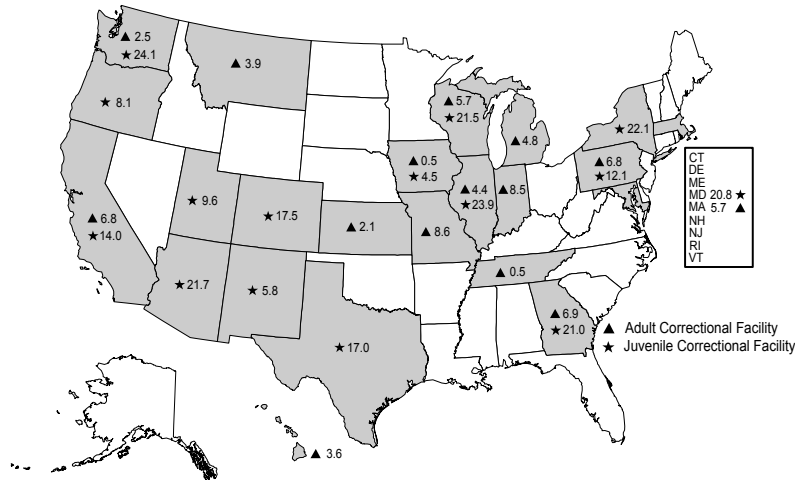 ▲ 2.5
★ 24.1
▲ 3.9
★ 8.1
▲ 5.7
★ 21.5
▲ 4.8
★ 22.1
▲ 6.8
★ 12.1
▲ 0.5
★ 4.5
▲ 4.4
★ 23.9
▲ 8.5
★ 9.6
★ 17.5
▲ 2.1
▲ 8.6
▲ 6.8
★ 14.0
★ 21.7
★ 5.8
▲ 0.5
▲ 6.9
★ 21.0
★ 17.0
▲ 3.6
CT
DE
ME
MD 20.8 ★
MA 5.7 ▲
NH
NJ
RI
VT
▲ Adult Correctional Facility
★ Juvenile Correctional Facility